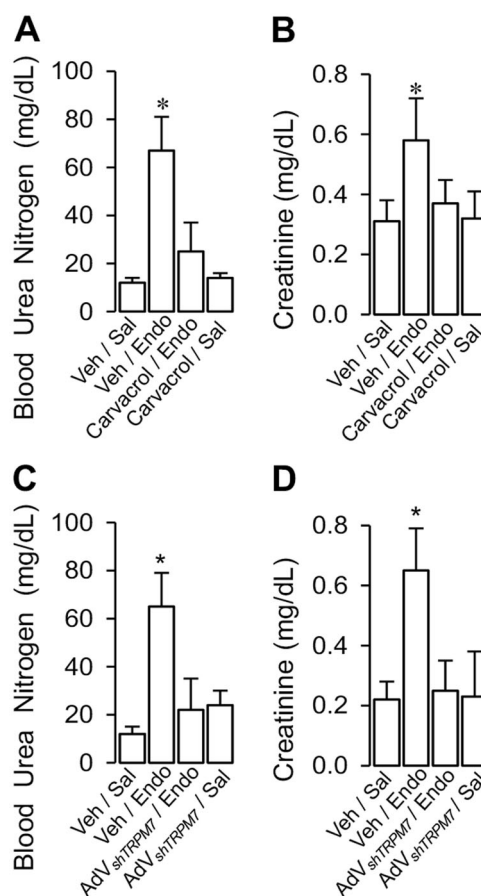 A
Blood Urea Nitrogen (mg/dL)
100
80
60
40
20
0
*
Veh / Sal
Veh / Endo
Carvacrol / Endo
Carvacrol / Sal
B
Creatinine (mg/dL)
0.8
0.6
0.4
0.2
0.0
*
Veh / Sal
Veh / Endo
Carvacrol / Endo
Carvacrol / Sal
C
Blood Urea Nitrogen (mg/dL)
100
80
60
40
20
0
*
Veh / Sal
Veh / Endo
AdV shTRPM7 / Endo
AdV shTRPM7 / Sal
D
Creatinine (mg/dL)
0.8
0.6
0.4
0.2
0.0
*
Veh / Sal
Veh / Endo
AdV shTRPM7 / Endo
AdV shTRPM7 / Sal